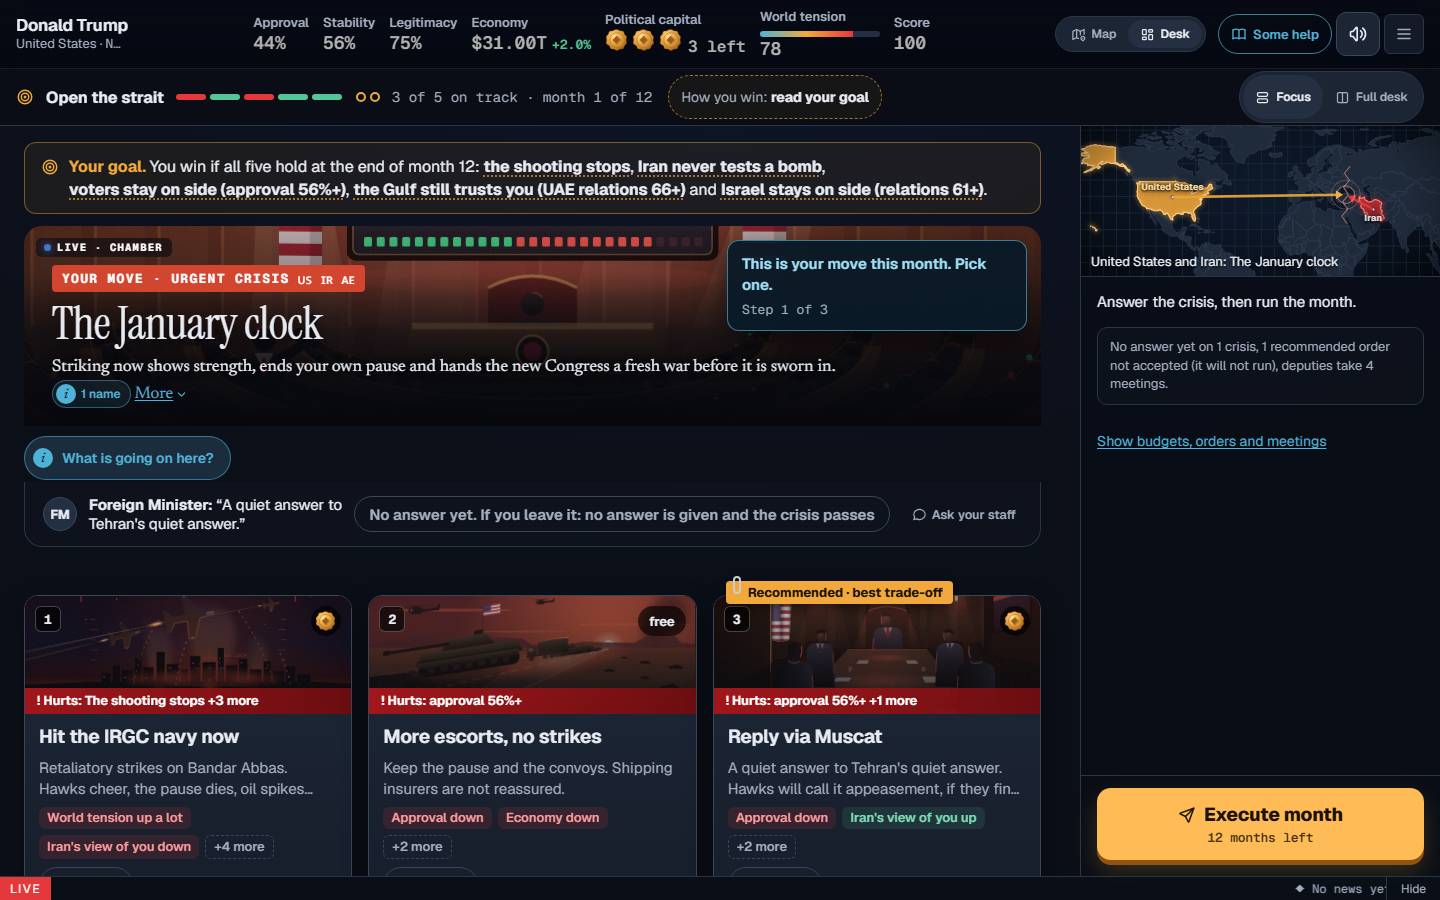 Donald Trump
United States · N...
Approval
44%
Stability
56%
Legitimacy
75%
Economy
$31.00T +2.0%
Political capital
3 left
World tension
78
Score
100
Map
Desk
Some help
Open the strait
3 of 5 on track · month 1 of 12
How you win: read your goal
Focus
Full desk
Your goal. You win if all five hold at the end of month 12: the shooting stops, Iran never tests a bomb,
voters stay on side (approval 56%+), the Gulf still trusts you (UAE relations 66+) and Israel stays on side (relations 61+).
LIVE · CHAMBER
YOUR MOVE · URGENT CRISIS US IR AE
The January clock
Striking now shows strength, ends your own pause and hands the new Congress a fresh war before it is sworn in.
i 1 name More
This is your move this month. Pick
one.
Step 1 of 3
i What is going on here?
FM
Foreign Minister: “A quiet answer to
Tehran's quiet answer.”
No answer yet. If you leave it: no answer is given and the crisis passes
Ask your staff
1
! Hurts: The shooting stops +3 more
Hit the IRGC navy now
Retaliatory strikes on Bandar Abbas.
Hawks cheer, the pause dies, oil spikes...
World tension up a lot
Iran's view of you down
+4 more
2
free
! Hurts: approval 56%+
More escorts, no strikes
Keep the pause and the convoys. Shipping
insurers are not reassured.
Approval down
Economy down
+2 more
Recommended · best trade-off
3
! Hurts: approval 56%+ +1 more
Reply via Muscat
A quiet answer to Tehran's quiet answer.
Hawks will call it appeasement, if they fin...
Approval down
Iran's view of you up
+2 more
United States
Iran
United States and Iran: The January clock
Answer the crisis, then run the month.
No answer yet on 1 crisis, 1 recommended order
not accepted (it will not run), deputies take 4
meetings.
Show budgets, orders and meetings
Execute month
12 months left
LIVE
No news ye
Hide